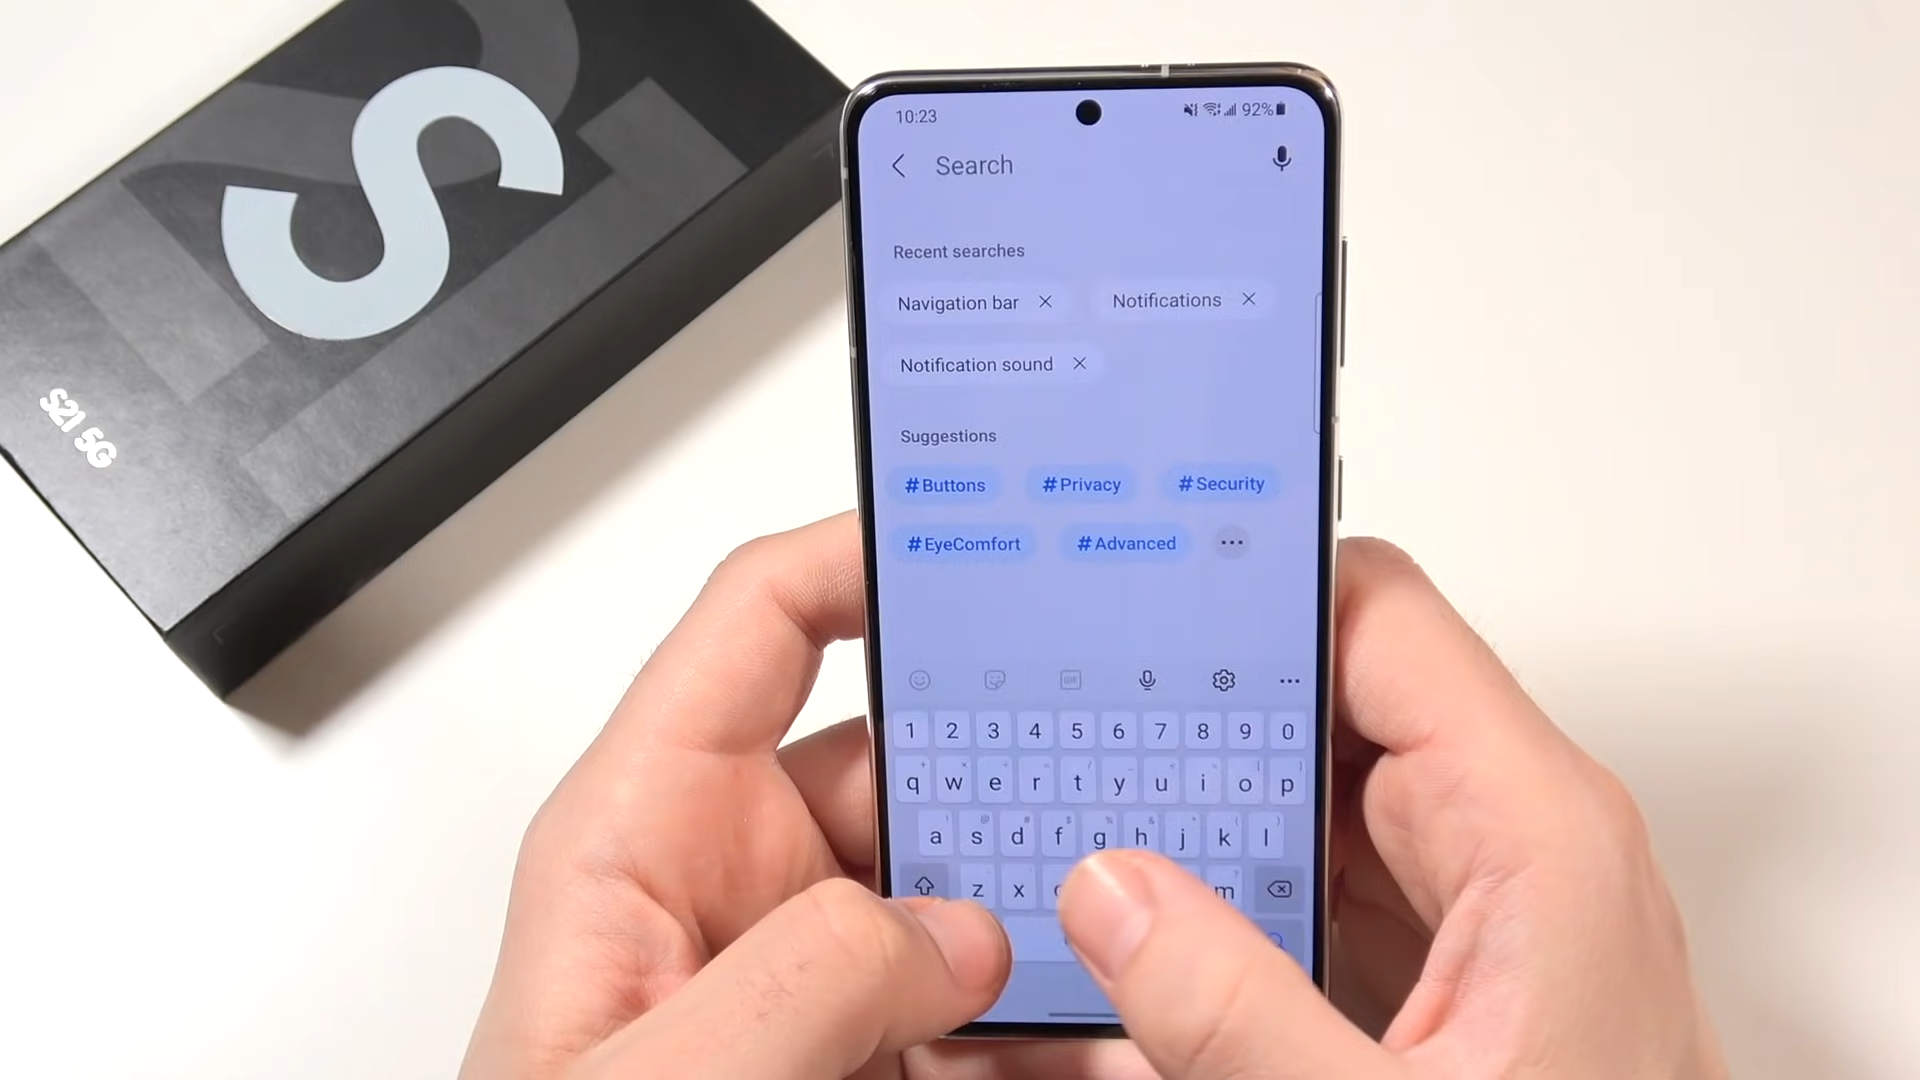 S
S21 5G
10:23
92%
Search
Recent searches
Navigation bar
Notifications
Notification sound
Suggestions
#Buttons #Privacy #Security
#EyeComfort #Advanced
GIF
1 2 3 4 5 6 7 8 9 0
q w e r t y u i o p
a s d f g h j k l
z x c m